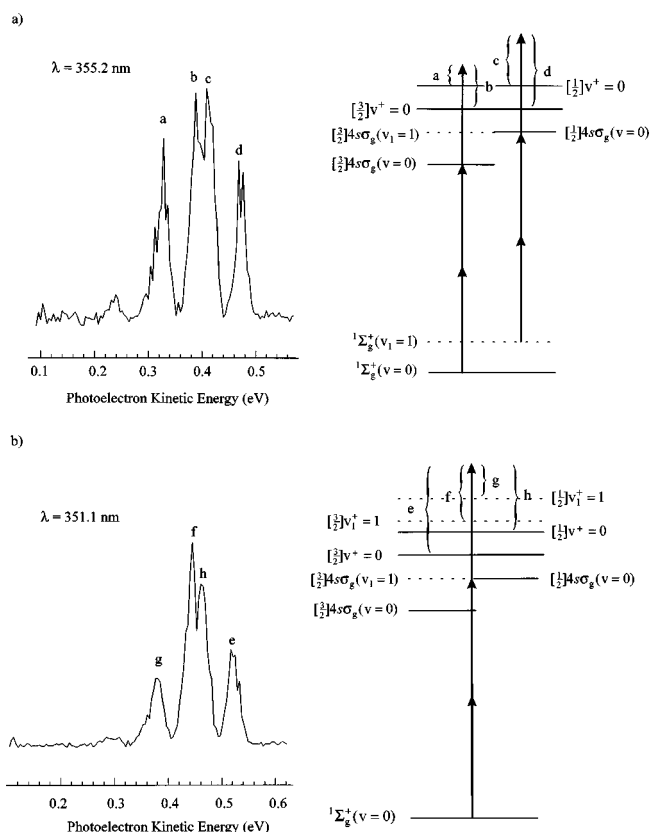 a)
λ = 355.2 nm
a
b
c
d
0.1 0.2 0.3 0.4 0.5
Photoelectron Kinetic Energy (eV)
c
d
a
b
[1/2]v⁺ = 0
[3/2]v⁺ = 0
[3/2]4sσg(v₁ = 1)
[1/2]4sσg(v = 0)
[3/2]4sσg(v = 0)
¹Σg⁺(v₁ = 1)
¹Σg⁺(v = 0)
b)
λ = 351.1 nm
f
h
g
e
0.2 0.3 0.4 0.5 0.6
Photoelectron Kinetic Energy (eV)
g
e
f
h
[1/2]v₁⁺ = 1
[3/2]v₁⁺ = 1
[1/2]v⁺ = 0
[3/2]v⁺ = 0
[3/2]4sσg(v₁ = 1)
[1/2]4sσg(v = 0)
[3/2]4sσg(v = 0)
¹Σg⁺(v = 0)